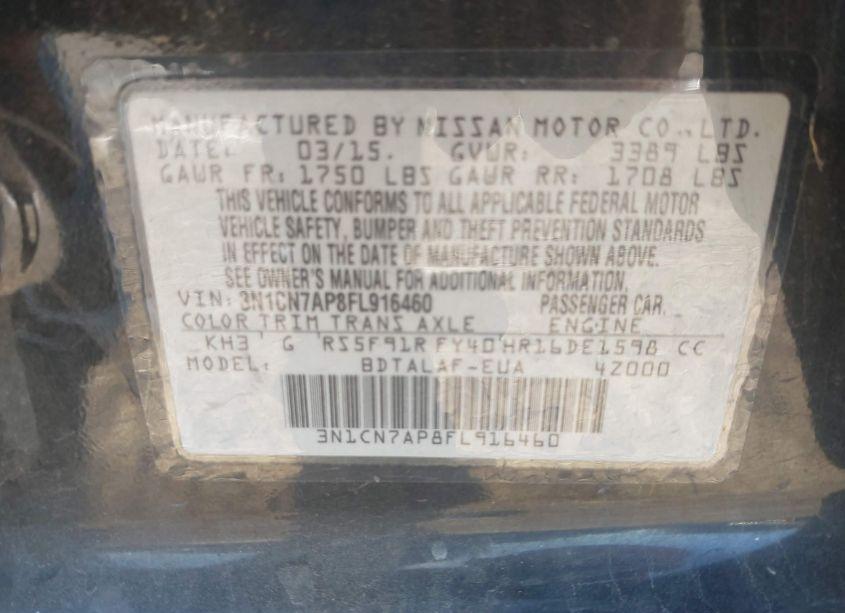 MANUFACTURED BY NISSAN MOTOR CO., LTD.
DATE: 03/15. GVWR: 3389 LBS
GAWR FR: 1750 LBS GAWR RR: 1708 LBS
THIS VEHICLE CONFORMS TO ALL APPLICABLE FEDERAL MOTOR
VEHICLE SAFETY, BUMPER AND THEFT PREVENTION STANDARDS
IN EFFECT ON THE DATE OF MANUFACTURE SHOWN ABOVE.
SEE OWNER'S MANUAL FOR ADDITIONAL INFORMATION.
VIN: 3N1CN7AP8FL916460 PASSENGER CAR.
COLOR TRIM TRANS AXLE ENGINE
KH3 G RS5F91R FY40 HR16DE1598 CC
MODEL: BDTALAF-EUA 4Z000
3N1CN7AP8FL916460